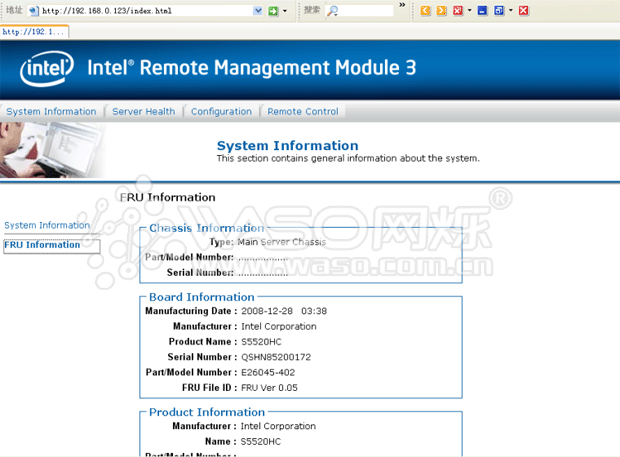 地址 http://192.168.0.123/index.html 搜索 »
http://192.1...
intel® Intel® Remote Management Module 3
System Information Server Health Configuration Remote Control
System Information
This section contains general information about the system.
FRU Information
System Information
FRU Information
Chassis Information
Type: Main Server Chassis
Part/Model Number: ..................
Serial Number: ..................
WASO网烁®
www.waso.com.cn
Board Information
Manufacturing Date : 2008-12-28 03:38
Manufacturer : Intel Corporation
Product Name : S5520HC
Serial Number : QSHN85200172
Part/Model Number : E26045-402
FRU File ID : FRU Ver 0.05
Product Information
Manufacturer : Intel Corporation
Name : S5520HC
Part/Model Number :